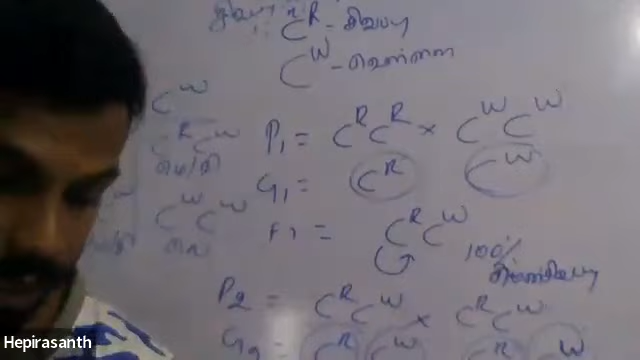 C^R - சிவப்பு
C^W - வெள்ளை
C^W
C^R C^W
P1 = C^R C^R × C^W C^W
G1 = C^R C^W
C^W C^W
F1 = C^R C^W
100%
P2 = C^R C^W × C^R C^W
G2 = C^R C^W C^R W
Hepirasanth